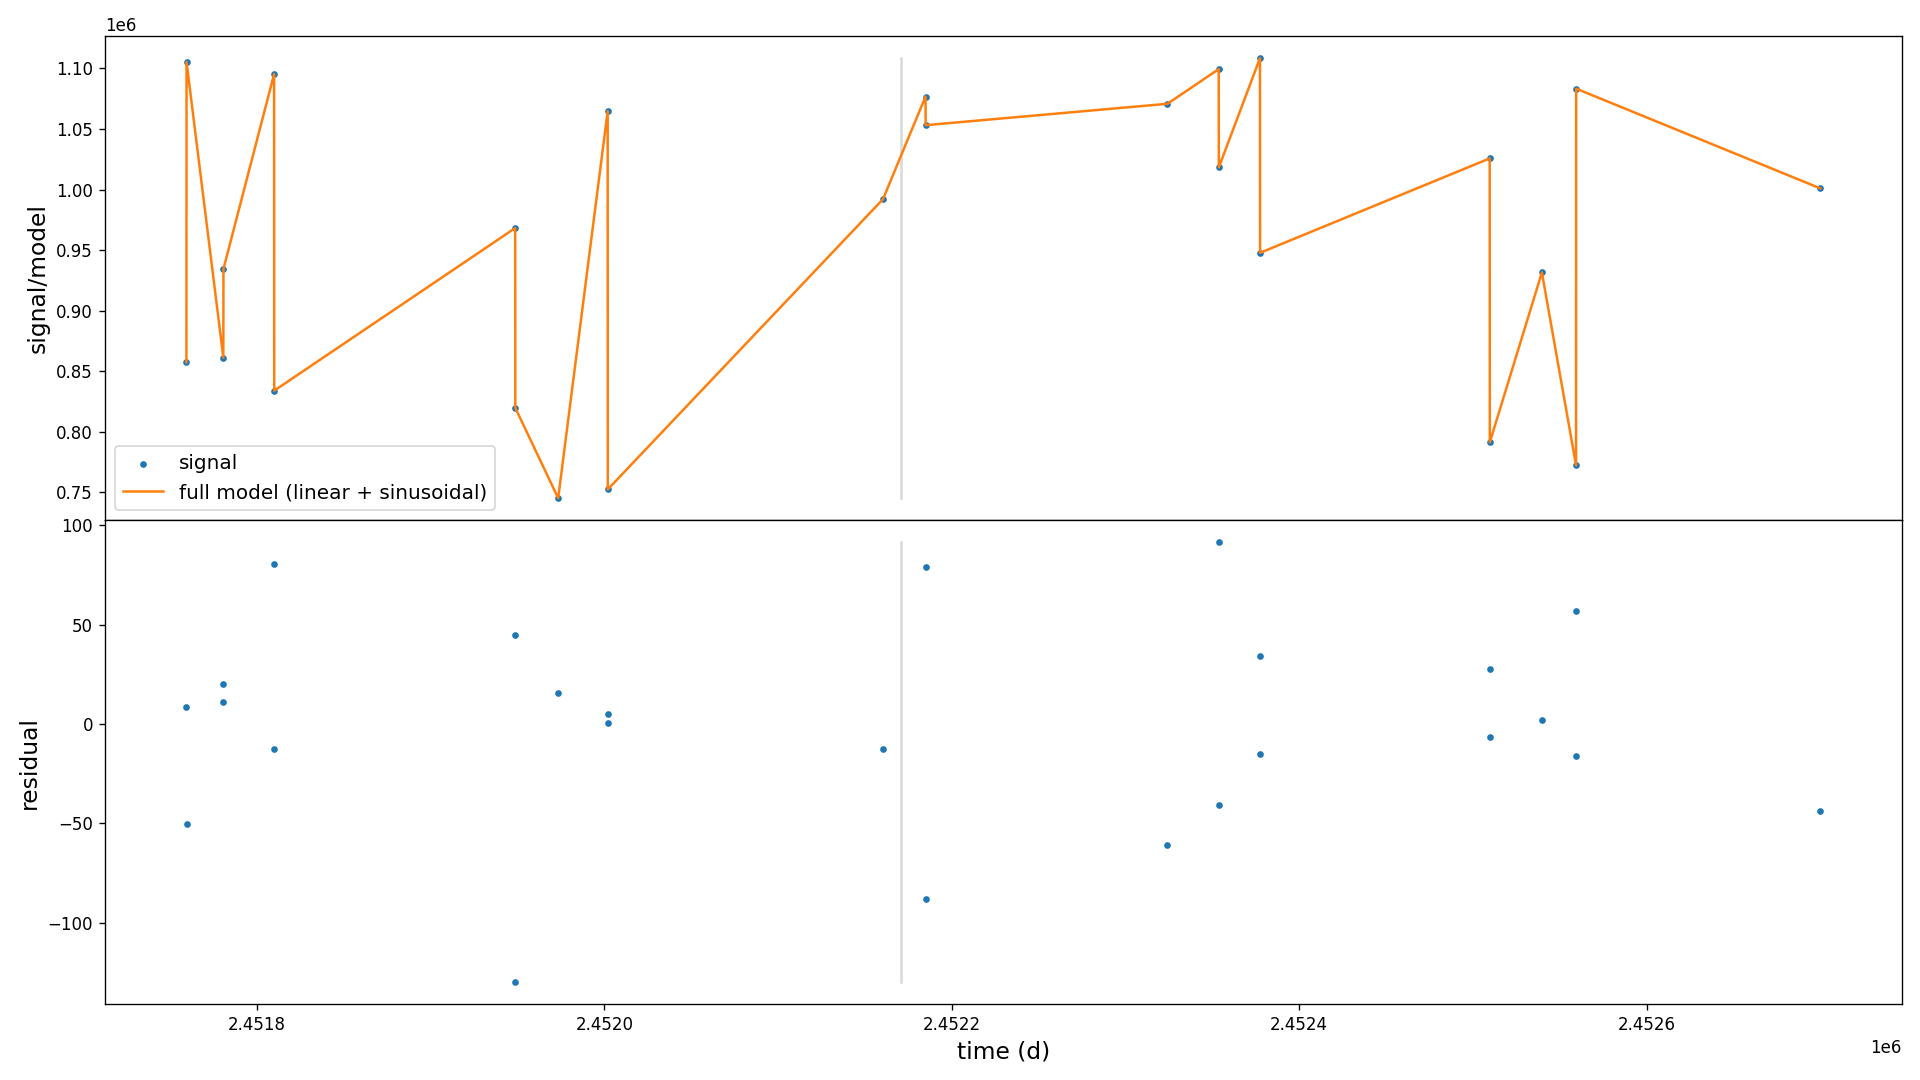 1e6
signal/model
1.10
1.05
1.00
0.95
0.90
0.85
0.80
0.75
signal
full model (linear + sinusoidal)
residual
100
50
0
−50
−100
2.4518
2.4520
2.4522
2.4524
2.4526
1e6
time (d)